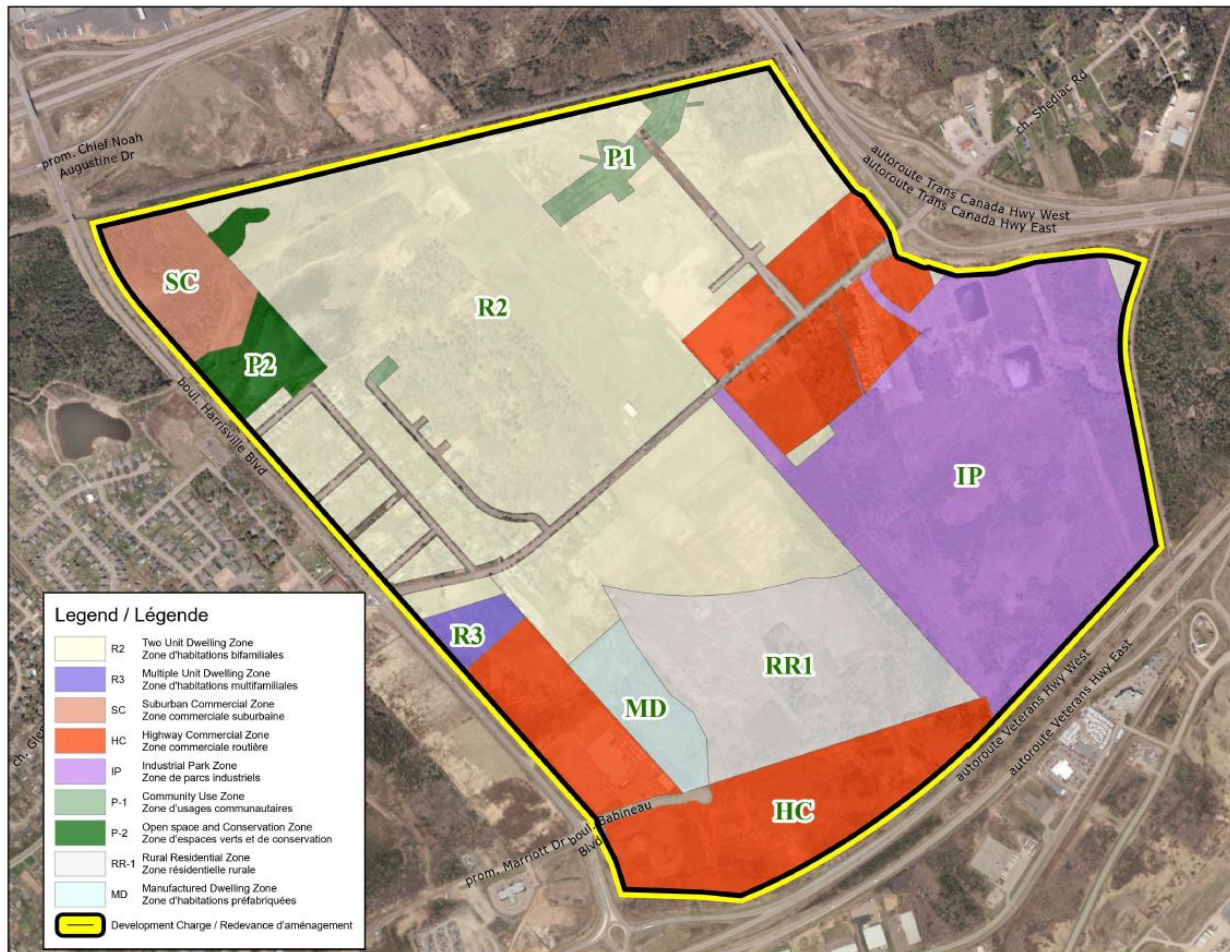 prom. Chief Noah
Augustine Dr
ch. Shediac Rd
autoroute Trans Canada Hwy West
autoroute Trans Canada Hwy East
P1
SC
R2
P2
boul. Harrisville Blvd
IP
R3
RR1
MD
HC
autoroute Veterans Hwy West
autoroute Veterans Hwy East
prom. Marriott Dr
boul. Babineau
Blvd
Legend / Légende
R2 Two Unit Dwelling Zone
Zone d'habitations bifamiliales
R3 Multiple Unit Dwelling Zone
Zone d'habitations multifamiliales
SC Suburban Commercial Zone
Zone commerciale suburbaine
HC Highway Commercial Zone
Zone commerciale routière
IP Industrial Park Zone
Zone de parcs industriels
P-1 Community Use Zone
Zone d'usages communautaires
P-2 Open space and Conservation Zone
Zone d'espaces verts et de conservation
RR-1 Rural Residential Zone
Zone résidentielle rurale
MD Manufactured Dwelling Zone
Zone d'habitations préfabriquées
Development Charge / Redevance d'aménagement